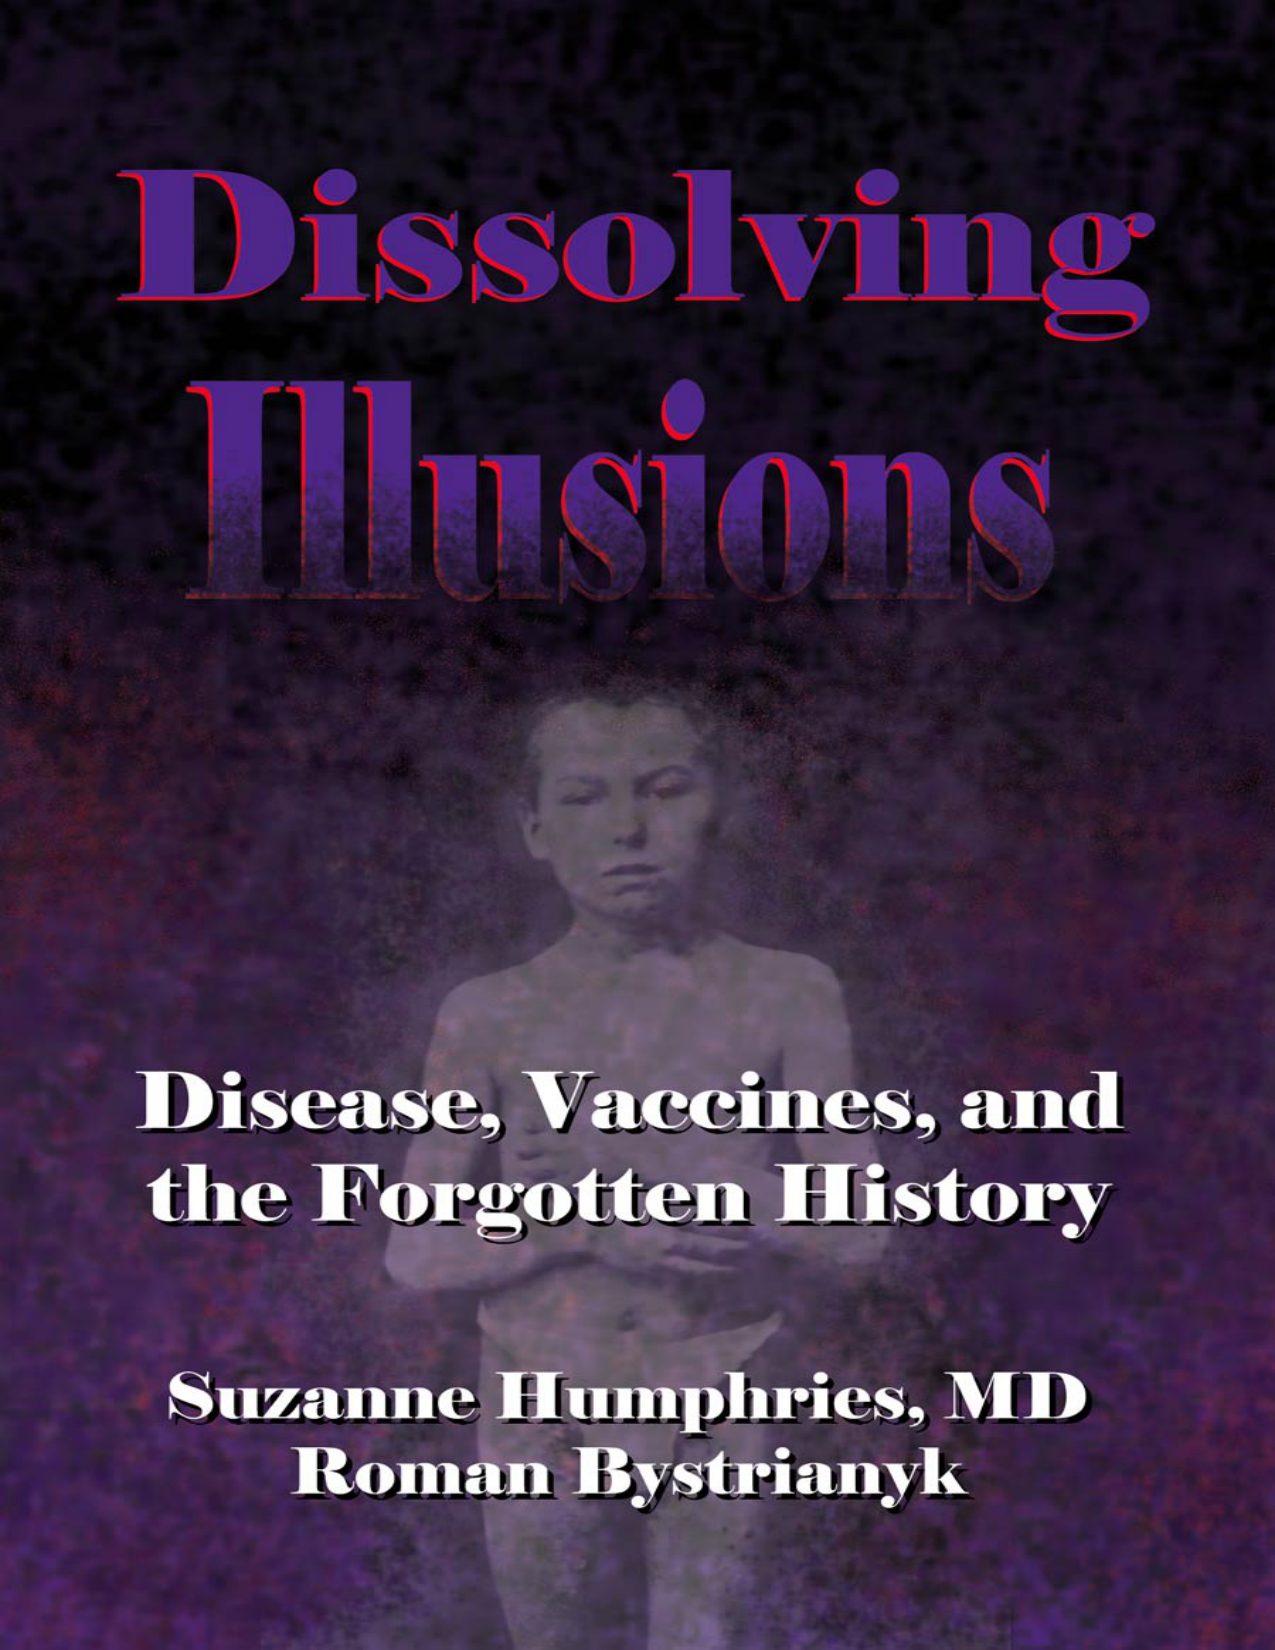 Dissolving
Illusions
Disease, Vaccines, and
the Forgotten History
Suzanne Humphries, MD
Roman Bystrianyk